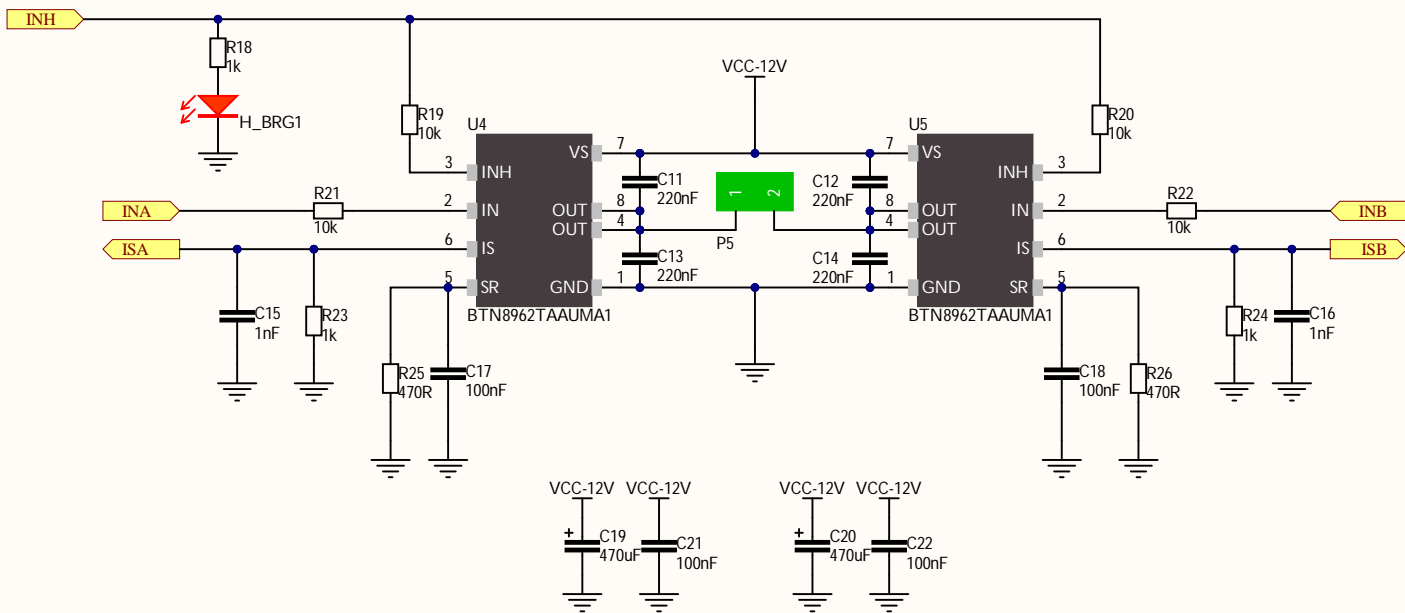 INH
R18
1k
H_BRG1
R19
10k
VCC-12V
R20
10k
U4
U5
VS
7
7
VS
3
INH
INH
3
C11
220nF
1
2
C12
220nF
INA
R21
10k
2
IN
OUT
8
8
OUT
IN
2
R22
10k
INB
OUT
4
4
OUT
P5
ISA
6
IS
IS
6
ISB
C13
220nF
C14
220nF
5
SR
GND
1
1
GND
SR
5
BTN8962TAAUMA1
BTN8962TAAUMA1
C15
1nF
R23
1k
R24
1k
C16
1nF
R25
470R
C17
100nF
C18
100nF
R26
470R
VCC-12V
VCC-12V
VCC-12V
VCC-12V
+
C19
470uF
C21
100nF
+
C20
470uF
C22
100nF